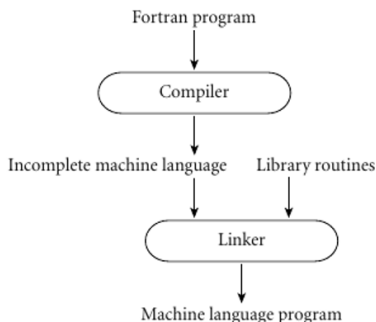 Fortran program
Compiler
Incomplete machine language Library routines
Linker
Machine language program